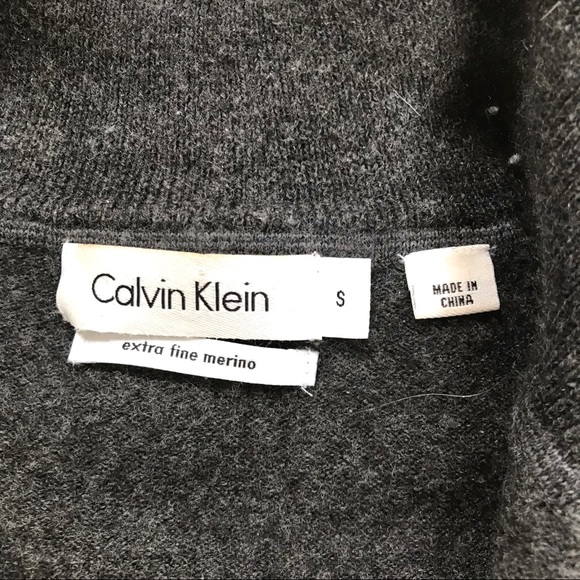 Calvin Klein
S
extra fine merino
MADE IN
CHINA